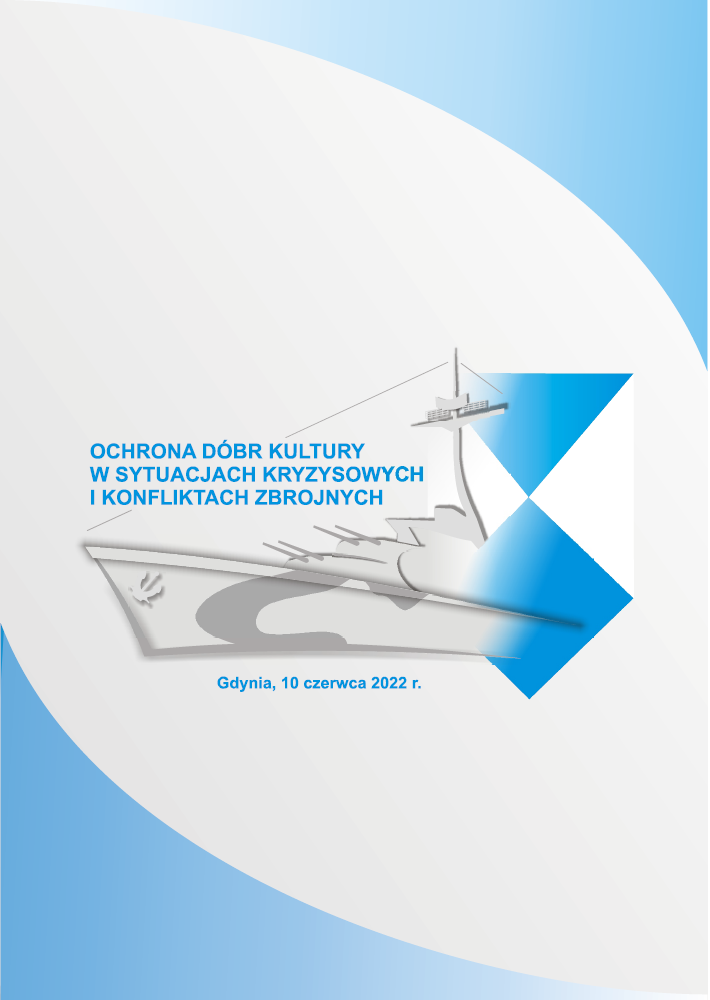 OCHRONA DÓBR KULTURY
W SYTUACJACH KRYZYSOWYCH
I KONFLIKTACH ZBROJNYCH
Gdynia, 10 czerwca 2022 r.